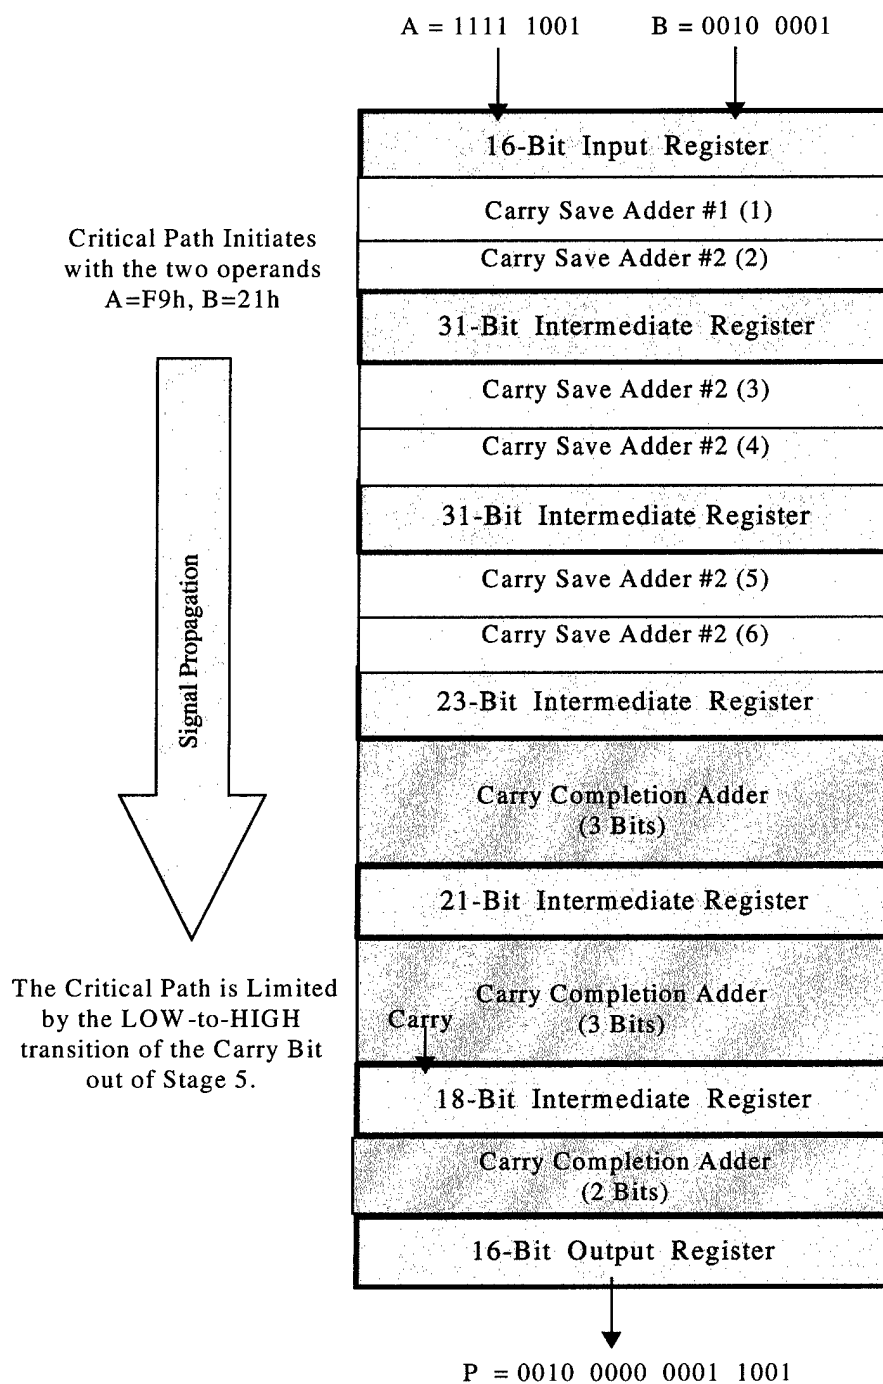 A = 1111 1001 B = 0010 0001
16-Bit Input Register
Carry Save Adder #1 (1)
Carry Save Adder #2 (2)
Critical Path Initiates
with the two operands
A=F9h, B=21h
31-Bit Intermediate Register
Carry Save Adder #2 (3)
Carry Save Adder #2 (4)
31-Bit Intermediate Register
Carry Save Adder #2 (5)
Carry Save Adder #2 (6)
Signal Propagation
23-Bit Intermediate Register
Carry Completion Adder
(3 Bits)
21-Bit Intermediate Register
Carry Completion Adder
(3 Bits)
Carry
The Critical Path is Limited
by the LOW-to-HIGH
transition of the Carry Bit
out of Stage 5.
18-Bit Intermediate Register
Carry Completion Adder
(2 Bits)
16-Bit Output Register
P = 0010 0000 0001 1001